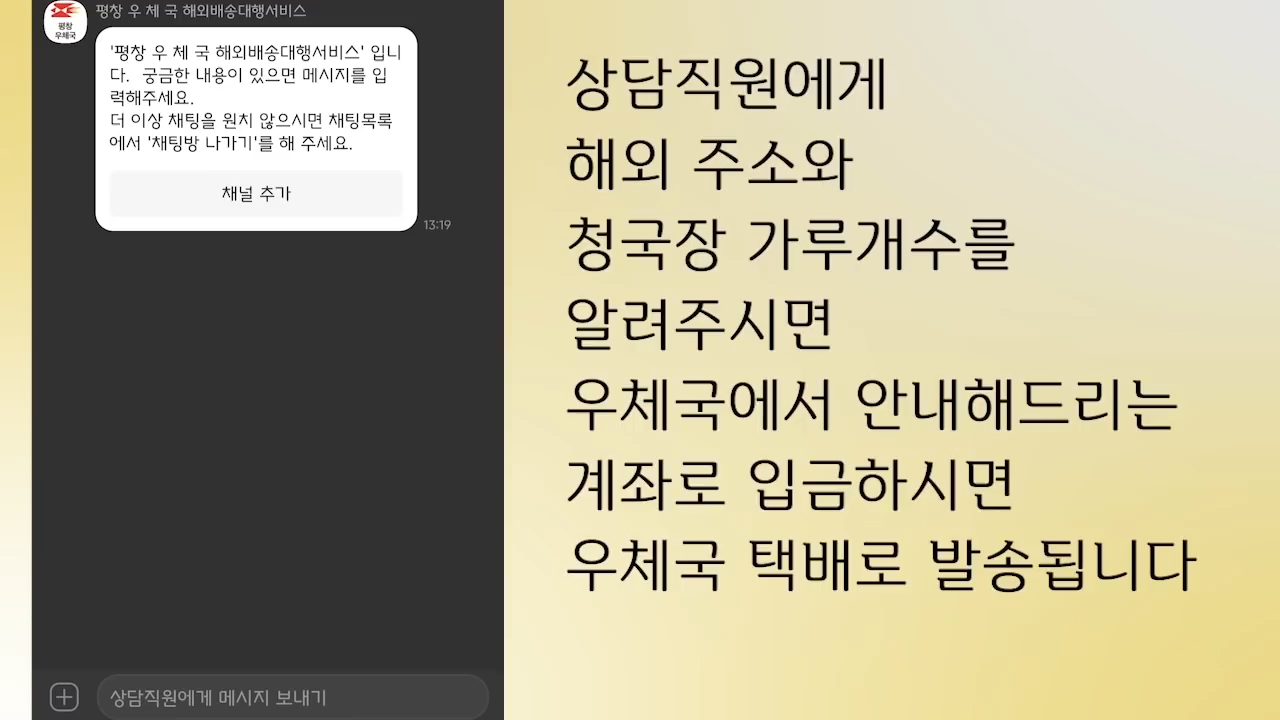 평창 우 체 국 해외배송대행서비스
평창
우체국
'평창 우 체 국 해외배송대행서비스' 입니
다. 궁금한 내용이 있으면 메시지를 입
력해주세요.
더 이상 채팅을 원치 않으시면 채팅목록
에서 '채팅방 나가기'를 해 주세요.
채널 추가
13:19
상담직원에게 메시지 보내기
상담직원에게
해외 주소와
청국장 가루개수를
알려주시면
우체국에서 안내해드리는
계좌로 입금하시면
우체국 택배로 발송됩니다